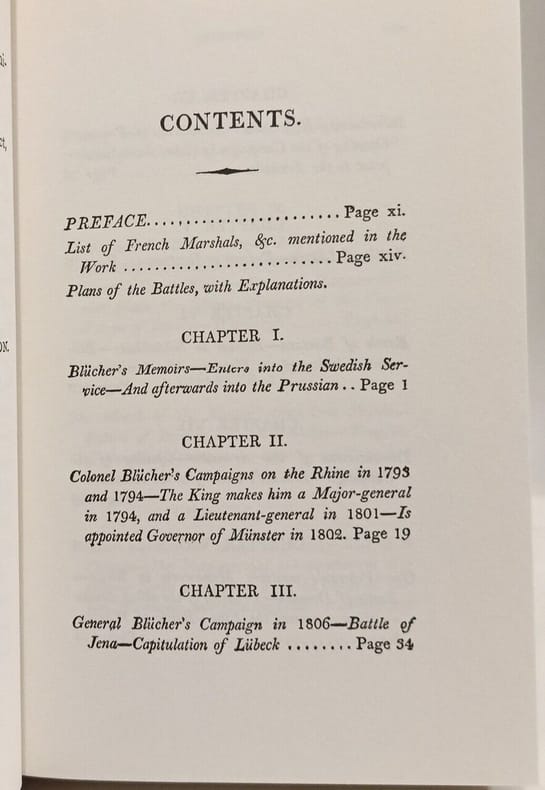 CONTENTS.
PREFACE........................ Page xi.
List of French Marshals, &c. mentioned in the
Work .......................... Page xiv.
Plans of the Battles, with Explanations.
CHAPTER I.
Blücher's Memoirs—Enters into the Swedish Ser-
vice—And afterwards into the Prussian .. Page 1
CHAPTER II.
Colonel Blücher's Campaigns on the Rhine in 1793
and 1794—The King makes him a Major-general
in 1794, and a Lieutenant-general in 1801—Is
appointed Governor of Münster in 1802. Page 19
CHAPTER III.
General Blücher's Campaign in 1806—Battle of
Jena—Capitulation of Lübeck ........ Page 34